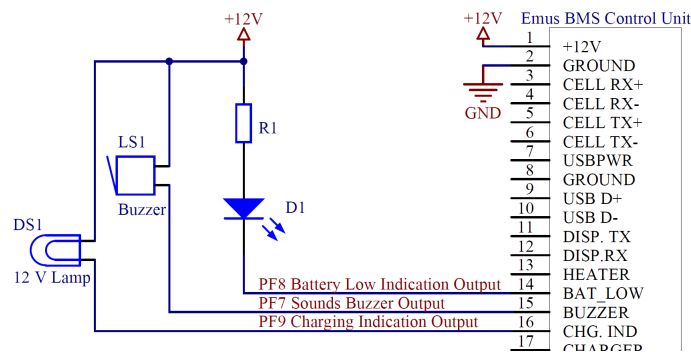 +12V
+12V
Emus BMS Control Unit
1 +12V
2 GROUND
3 CELL RX+
GND
4 CELL RX-
5 CELL TX+
R1
6 CELL TX-
LS1
7 USBPWR
8 GROUND
Buzzer
D1
9 USB D+
10 USB D-
DS1
11 DISP. TX
12 DISP.RX
12 V Lamp
13 HEATER
PF8 Battery Low Indication Output
14 BAT_LOW
PF7 Sounds Buzzer Output
15 BUZZER
PF9 Charging Indication Output
16 CHG. IND
17 CHARGER